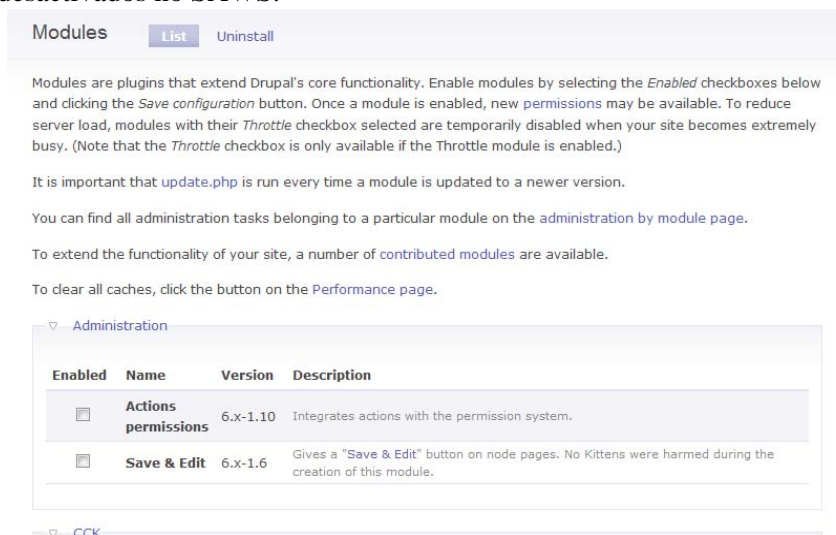 Modules List Uninstall
Modules are plugins that extend Drupal's core functionality. Enable modules by selecting the Enabled checkboxes below
and clicking the Save configuration button. Once a module is enabled, new permissions may be available. To reduce
server load, modules with their Throttle checkbox selected are temporarily disabled when your site becomes extremely
busy. (Note that the Throttle checkbox is only available if the Throttle module is enabled.)
It is important that update.php is run every time a module is updated to a newer version.
You can find all administration tasks belonging to a particular module on the administration by module page.
To extend the functionality of your site, a number of contributed modules are available.
To clear all caches, click the button on the Performance page.
Administration
Enabled Name Version Description
Actions
permissions 6.x-1.10 Integrates actions with the permission system.
Save & Edit 6.x-1.6 Gives a "Save & Edit" button on node pages. No Kittens were harmed during the
creation of this module.
CCK